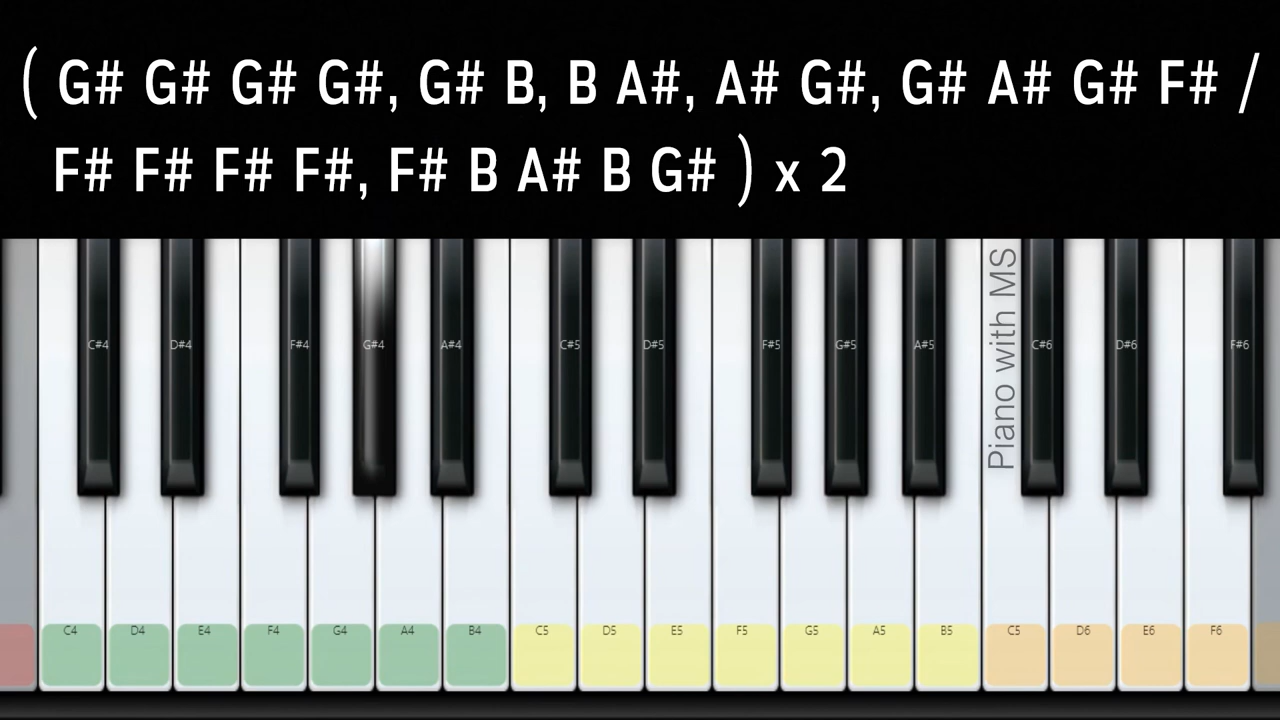 ( G# G# G# G#, G# B, B A#, A# G#, G# A# G# F# /
F# F# F# F#, F# B A# B G# ) x 2
Piano with MS
C#4 D#4 F#4 G#4 A#4 C#5 D#5 F#5 G#5 A#5 C#6 D#6 F#6
C4 D4 E4 F4 G4 A4 B4 C5 D5 E5 F5 G5 A5 B5 C5 D6 E6 F6